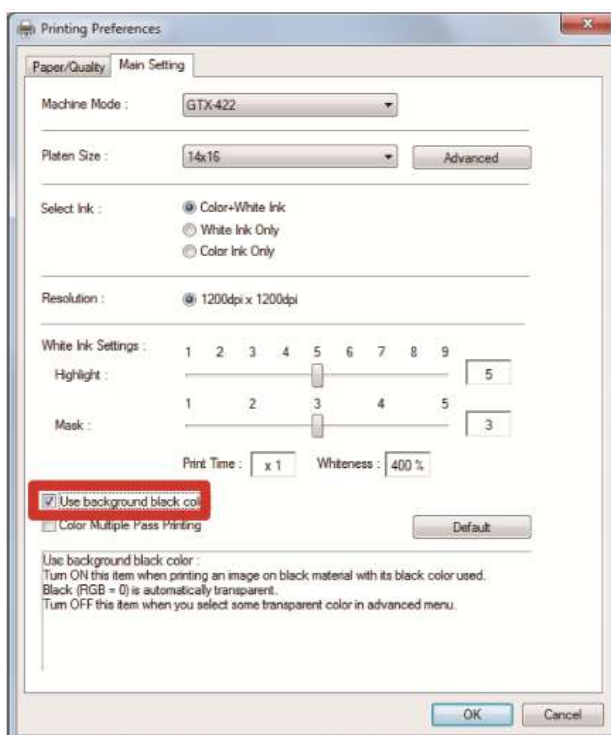 Printing Preferences
Paper/Quality Main Setting
Machine Mode : GTX-422
Platen Size : 14x16 Advanced
Select Ink : Color+White Ink
White Ink Only
Color Ink Only
Resolution : 1200dpi x 1200dpi
White Ink Settings : 1 2 3 4 5 6 7 8 9
Highlight : 5
1 2 3 4 5
Mask : 3
Print Time : x 1 Whiteness : 400 %
Use background black col
Color Multiple Pass Printing Default
Use background black color :
Turn ON this item when printing an image on black material with its black color used.
Black (RGB = 0) is automatically transparent.
Turn OFF this item when you select some transparent color in advanced menu.
OK Cancel